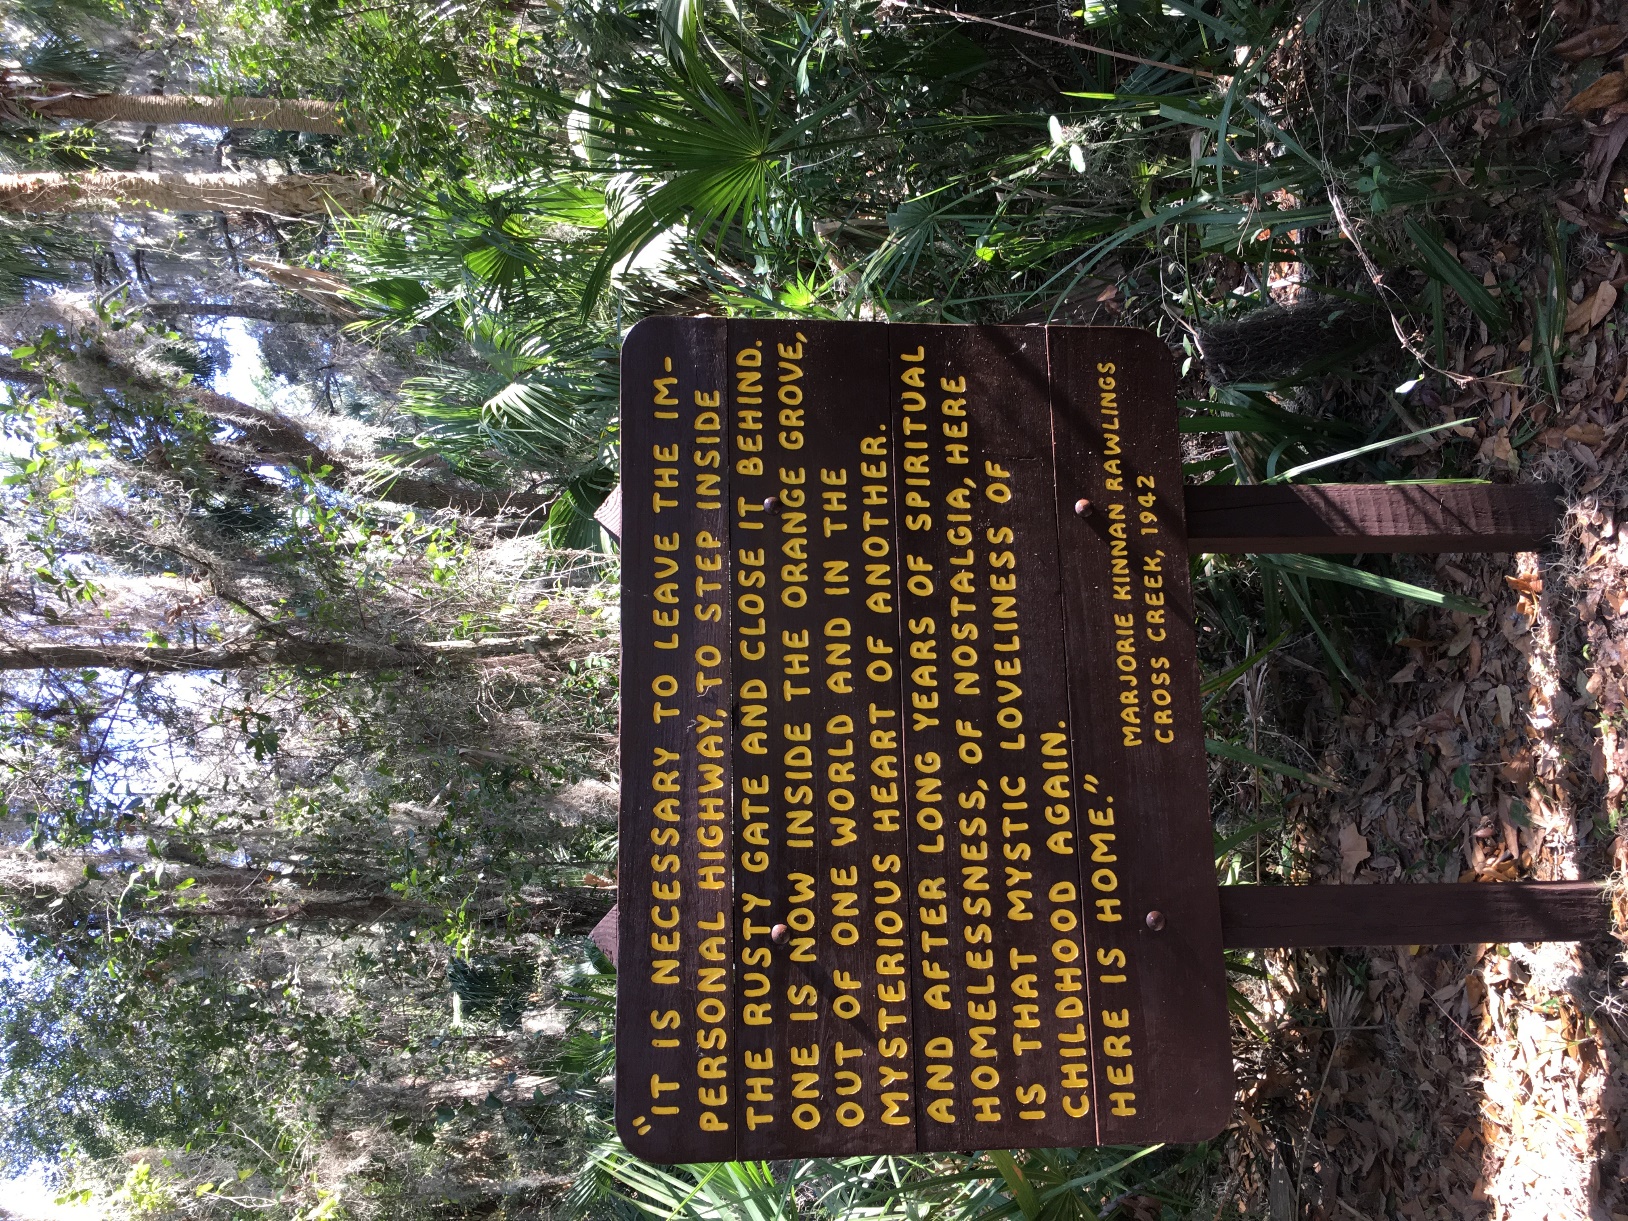 "IT IS NECESSARY TO LEAVE THE IM-
PERSONAL HIGHWAY, TO STEP INSIDE
THE RUSTY GATE AND CLOSE IT BEHIND.
ONE IS NOW INSIDE THE ORANGE GROVE,
OUT OF ONE WORLD AND IN THE
MYSTERIOUS HEART OF ANOTHER.
AND AFTER LONG YEARS OF SPIRITUAL
HOMELESSNESS, OF NOSTALGIA, HERE
IS THAT MYSTIC LOVELINESS OF
CHILDHOOD AGAIN.
HERE IS HOME."
MARJORIE KINNAN RAWLINGS
CROSS CREEK, 1942